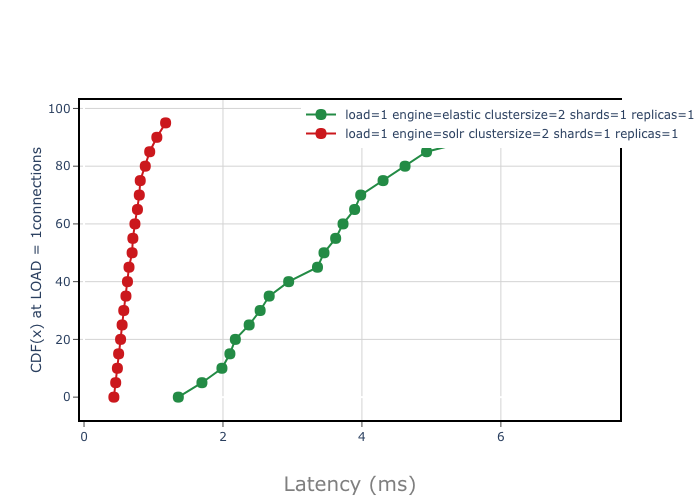 load=1 engine=elastic clustersize=2 shards=1 replicas=1
load=1 engine=solr clustersize=2 shards=1 replicas=1
CDF(x) at LOAD = 1connections
100
80
60
40
20
0
0 2 4 6
Latency (ms)